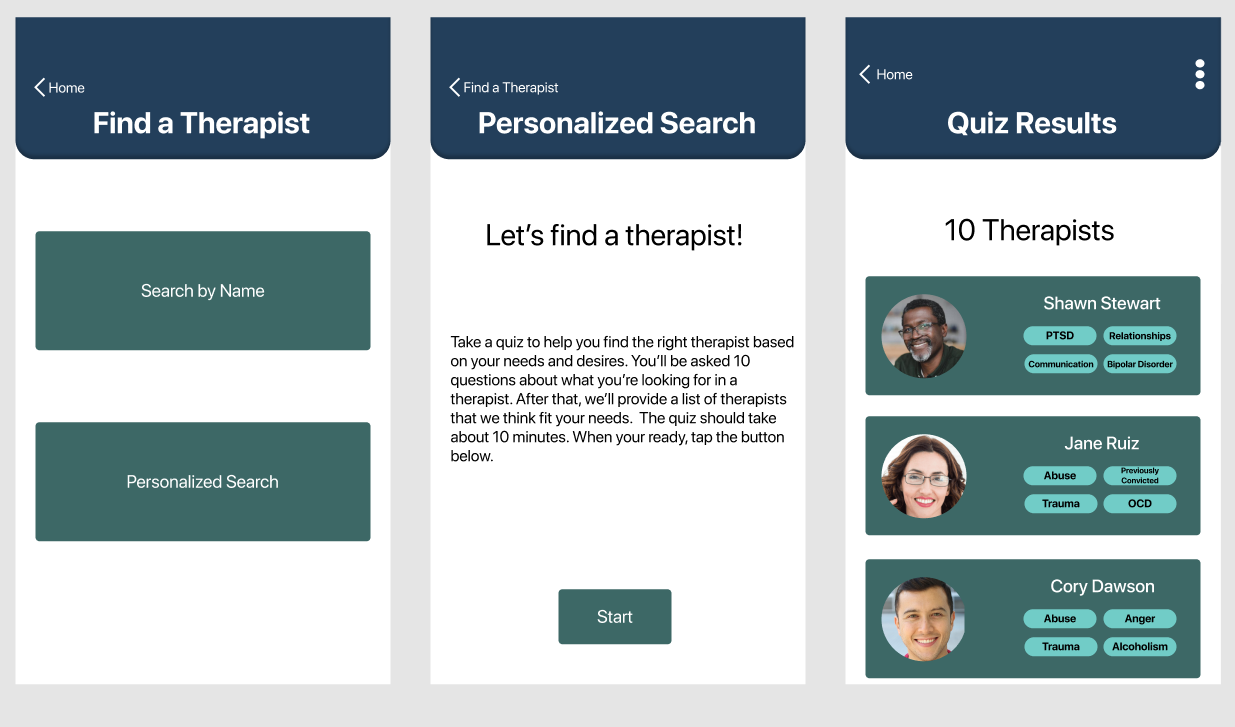 Home
Find a Therapist
Search by Name
Personalized Search
Find a Therapist
Personalized Search
Let’s find a therapist!
Take a quiz to help you find the right therapist based
on your needs and desires. You’ll be asked 10
questions about what you’re looking for in a
therapist. After that, we’ll provide a list of therapists
that we think fit your needs.  The quiz should take
about 10 minutes. When your ready, tap the button
below.
Start
Home
Quiz Results
10 Therapists
Shawn Stewart
PTSD Relationships
Communication Bipolar Disorder
Jane Ruiz
Abuse Previously
Convicted
Trauma OCD
Cory Dawson
Abuse Anger
Trauma Alcoholism